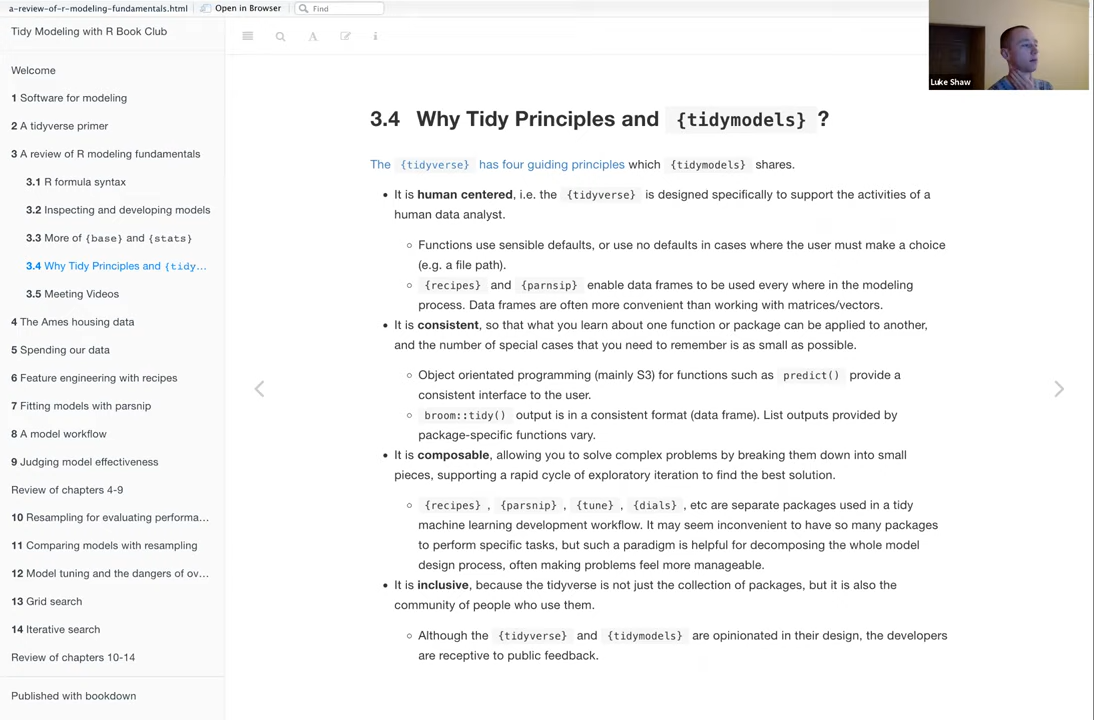 a-review-of-r-modeling-fundamentals.html
Open in Browser
Find
Luke Shaw
Tidy Modeling with R Book Club
Welcome
1 Software for modeling
2 A tidyverse primer
3 A review of R modeling fundamentals
3.1 R formula syntax
3.2 Inspecting and developing models
3.3 More of {base} and {stats}
3.4 Why Tidy Principles and {tidy...
3.5 Meeting Videos
4 The Ames housing data
5 Spending our data
6 Feature engineering with recipes
7 Fitting models with parsnip
8 A model workflow
9 Judging model effectiveness
Review of chapters 4-9
10 Resampling for evaluating performa...
11 Comparing models with resampling
12 Model tuning and the dangers of ov...
13 Grid search
14 Iterative search
Review of chapters 10-14
Published with bookdown
3.4 Why Tidy Principles and {tidymodels} ?
The {tidyverse} has four guiding principles which {tidymodels} shares.
• It is human centered, i.e. the {tidyverse} is designed specifically to support the activities of a
human data analyst.
○ Functions use sensible defaults, or use no defaults in cases where the user must make a choice
(e.g. a file path).
○ {recipes} and {parnsip} enable data frames to be used every where in the modeling
process. Data frames are often more convenient than working with matrices/vectors.
• It is consistent, so that what you learn about one function or package can be applied to another,
and the number of special cases that you need to remember is as small as possible.
○ Object orientated programming (mainly S3) for functions such as predict() provide a
consistent interface to the user.
○ broom::tidy() output is in a consistent format (data frame). List outputs provided by
package-specific functions vary.
• It is composable, allowing you to solve complex problems by breaking them down into small
pieces, supporting a rapid cycle of exploratory iteration to find the best solution.
○ {recipes} , {parsnip} , {tune} , {dials} , etc are separate packages used in a tidy
machine learning development workflow. It may seem inconvenient to have so many packages
to perform specific tasks, but such a paradigm is helpful for decomposing the whole model
design process, often making problems feel more manageable.
• It is inclusive, because the tidyverse is not just the collection of packages, but it is also the
community of people who use them.
○ Although the {tidyverse} and {tidymodels} are opinionated in their design, the developers
are receptive to public feedback.